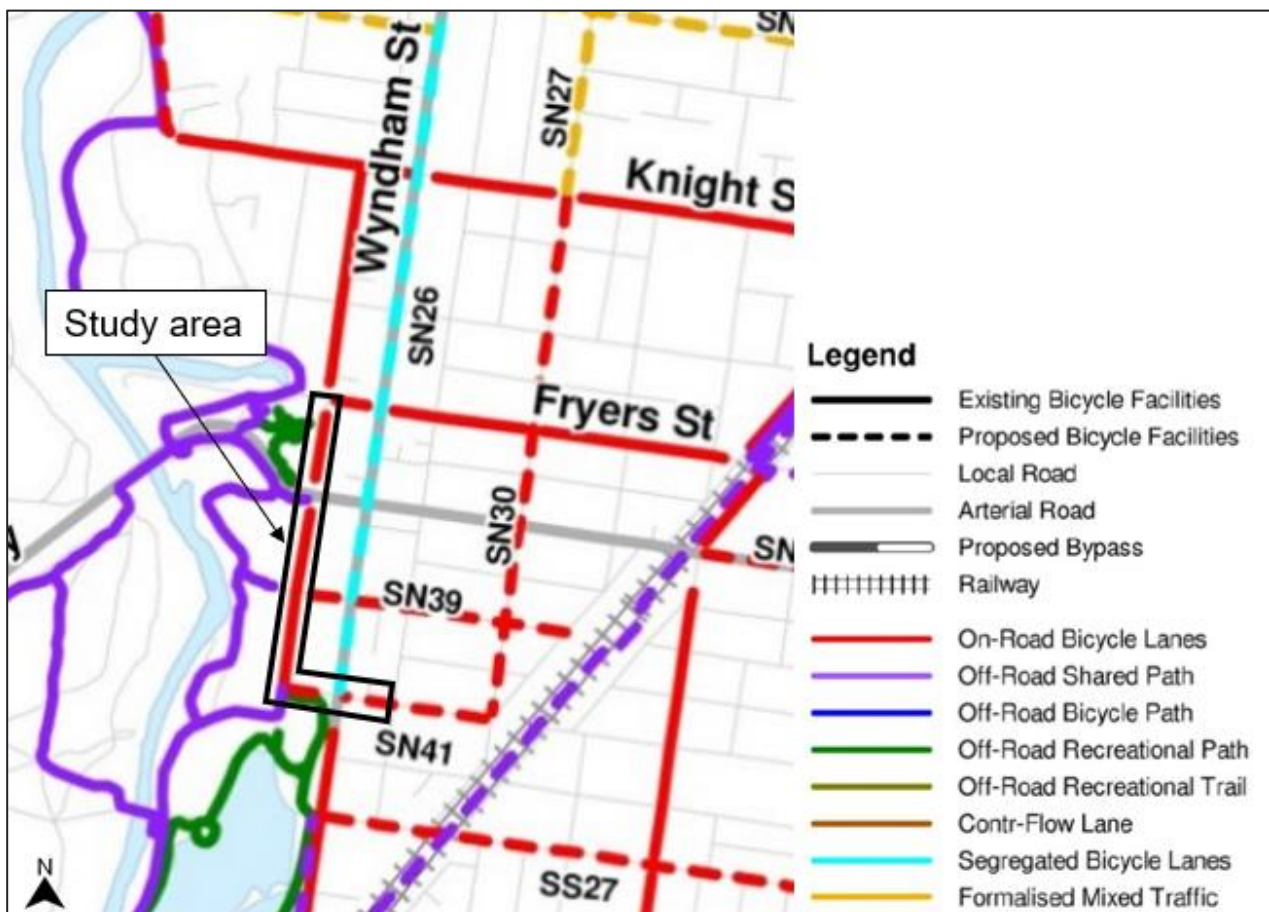 Wyndham St
SN27
SN
Knight S
SN26
Study area
Fryers St
SN30
SN
SN39
SN41
SS27
y
N
Legend
Existing Bicycle Facilities
Proposed Bicycle Facilities
Local Road
Arterial Road
Proposed Bypass
Railway
On-Road Bicycle Lanes
Off-Road Shared Path
Off-Road Bicycle Path
Off-Road Recreational Path
Off-Road Recreational Trail
Contr-Flow Lane
Segregated Bicycle Lanes
Formalised Mixed Traffic